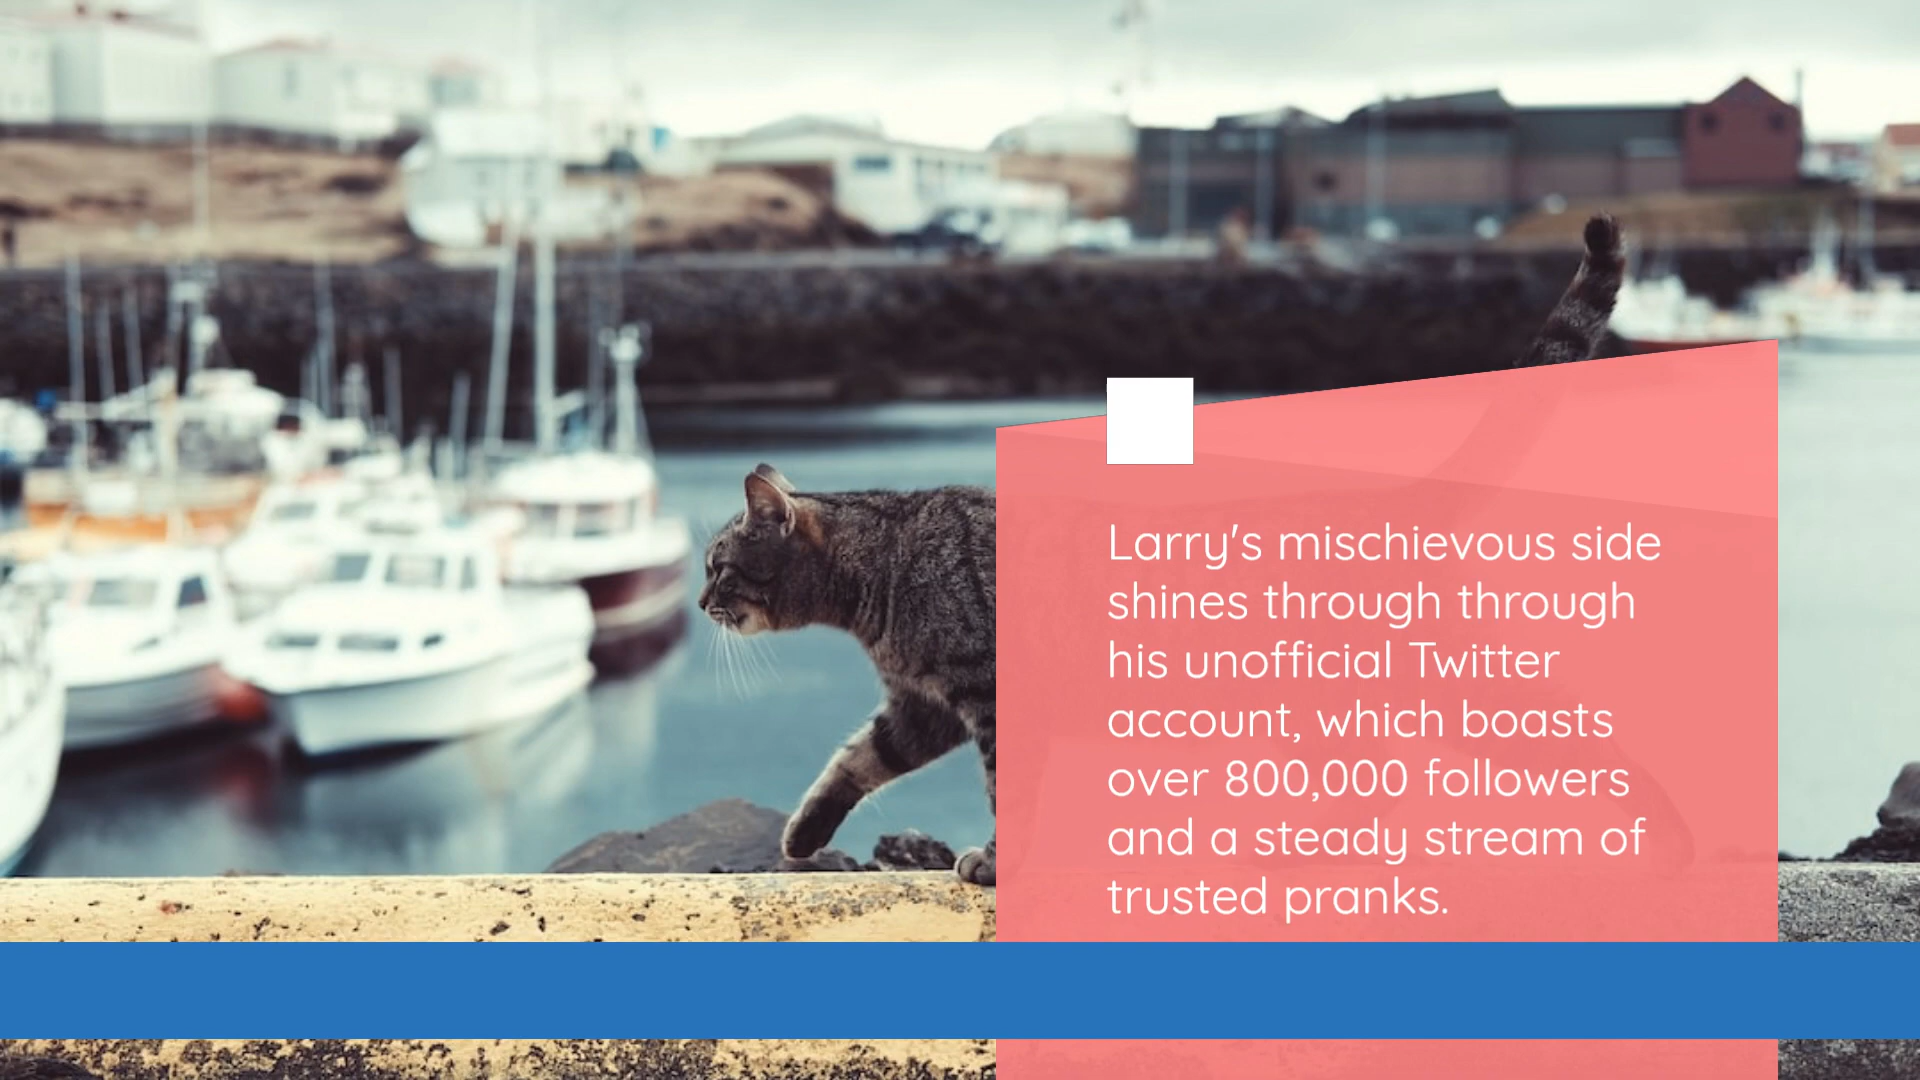 Larry's mischievous side
shines through through
his unofficial Twitter
account, which boasts
over 800,000 followers
and a steady stream of
trusted pranks.